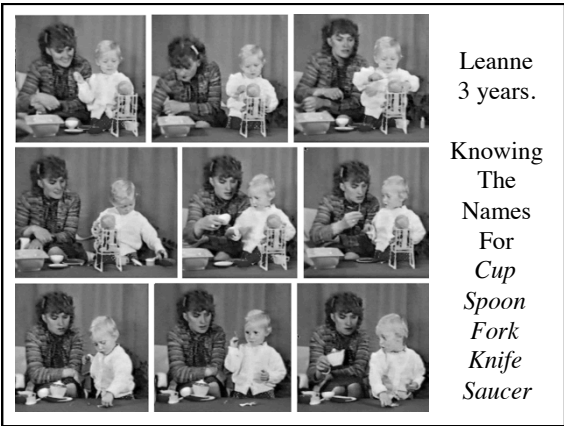 Leanne
3 years.
Knowing
The
Names
For
Cup
Spoon
Fork
Knife
Saucer